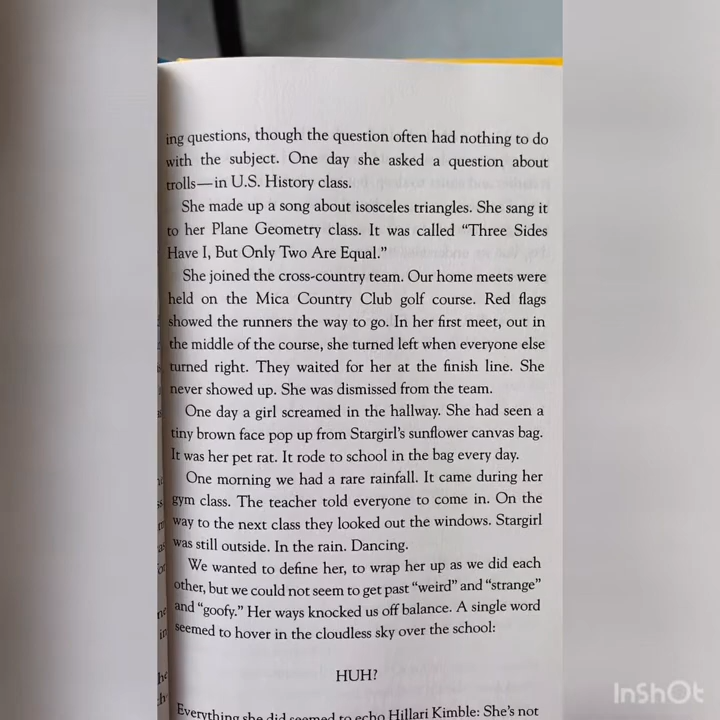 ing questions, though the question often had nothing to do
with the subject. One day she asked a question about
trolls—in U.S. History class.
She made up a song about isosceles triangles. She sang it
to her Plane Geometry class. It was called “Three Sides
Have I, But Only Two Are Equal.”
She joined the cross-country team. Our home meets were
held on the Mica Country Club golf course. Red flags
showed the runners the way to go. In her first meet, out in
the middle of the course, she turned left when everyone else
turned right. They waited for her at the finish line. She
never showed up. She was dismissed from the team.
One day a girl screamed in the hallway. She had seen a
tiny brown face pop up from Stargirl’s sunflower canvas bag.
It was her pet rat. It rode to school in the bag every day.
One morning we had a rare rainfall. It came during her
gym class. The teacher told everyone to come in. On the
way to the next class they looked out the windows. Stargirl
was still outside. In the rain. Dancing.
We wanted to define her, to wrap her up as we did each
other, but we could not seem to get past “weird” and “strange”
and “goofy.” Her ways knocked us off balance. A single word
seemed to hover in the cloudless sky over the school:
HUH?
Everything she did seemed to echo Hillari Kimble: She’s not
InShOt